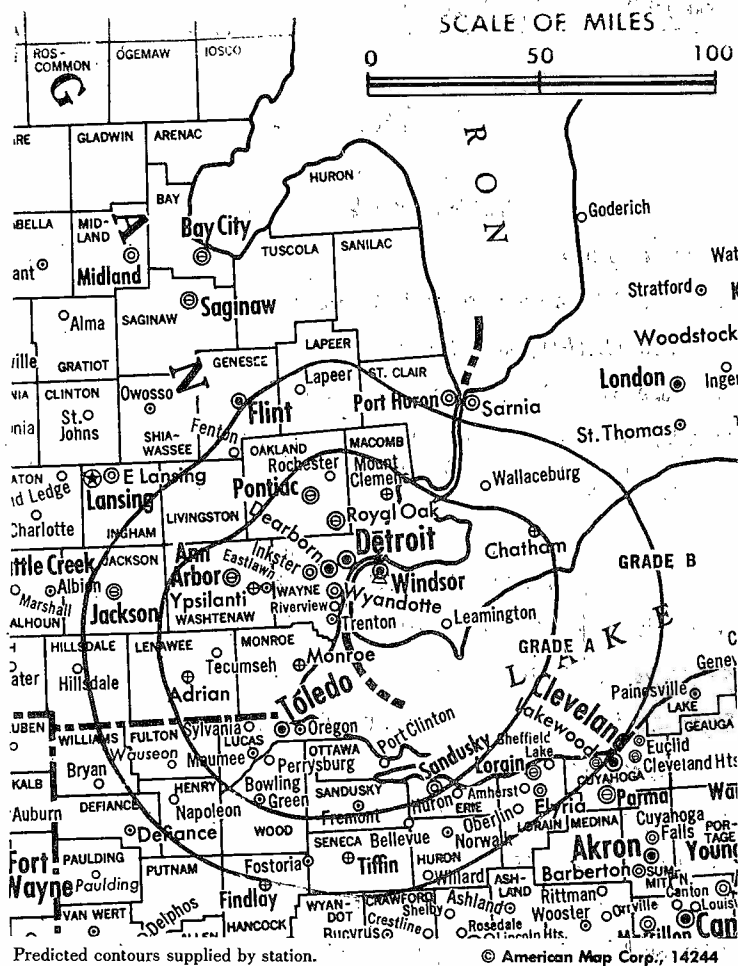 SCALE OF MILES
0 50 100
ROS-
COMMON
OGEMAW
IOSCO
G
GLADWIN
ARENAC
HURON
BAY
RON
Goderich
MID-
LAND
A
Bay City
Midland
TUSCOLA
SANILAC
Stratford
Saginaw
Alma
SAGINAW
Woodstock
LAPEER
N
GENESEE
GRATIOT
Lapeer
ST. CLAIR
London
CLINTON
Owosso
Flint
Port Huron
Sarnia
St.
Johns
SHIA-
WASSEE
Fenton
St. Thomas
OAKLAND
MACOMB
Rochester
Mount
Clemens
Wallaceburg
E Lansing
Lansing
Pontiac
Royal Oak
Charlotte
INGHAM
LIVINGSTON
Dearborn
Detroit
Chatham
GRADE B
JACKSON
Ann
Arbor
Eastlawn
Inkster
Windsor
Albion
Marshall
Jackson
Ypsilanti
WAYNE
Wyandotte
WASHTENAW
Riverview
Trenton
Leamington
HILLSDALE
LENAWEE
MONROE
GRADE A
LAKE
Tecumseh
Monroe
Hillsdale
Adrian
Toledo
Cleveland
Painesville
LAKE
Lakewood
GEAUGA
WILLIAMS
FULTON
Sylvania
Oregon
Port Clinton
Wauseon
LUCAS
Maumee
Perrysburg
OTTAWA
Sandusky
Sheffield
Lake
Euclid
Cleveland Hts
Bryan
Lorain
CUYAHOGA
HENRY
Bowling
Green
SANDUSKY
Huron
ERIE
Amherst
Elyria
Parma
Auburn
DEFIANCE
Napoleon
Fremont
Oberlin
LORAIN
MEDINA
Cuyahoga
Falls
POR-
TAGE
Defiance
WOOD
SENECA
Bellevue
Norwalk
Akron
Fort
Wayne
PAULDING
Paulding
PUTNAM
Fostoria
Tiffin
HURON
Willard
Barberton
Findlay
ASH-
LAND
Rittman
Canton
VAN WERT
Delphos
HANCOCK
WYAN-
DOT
CRAWFORD
Shelby
Crestline
Ashland
Wooster
Orrville
Bucyrus
Rosedale
Lincoln Hts.
Massillon
Predicted contours supplied by station.
© American Map Corp., 14244